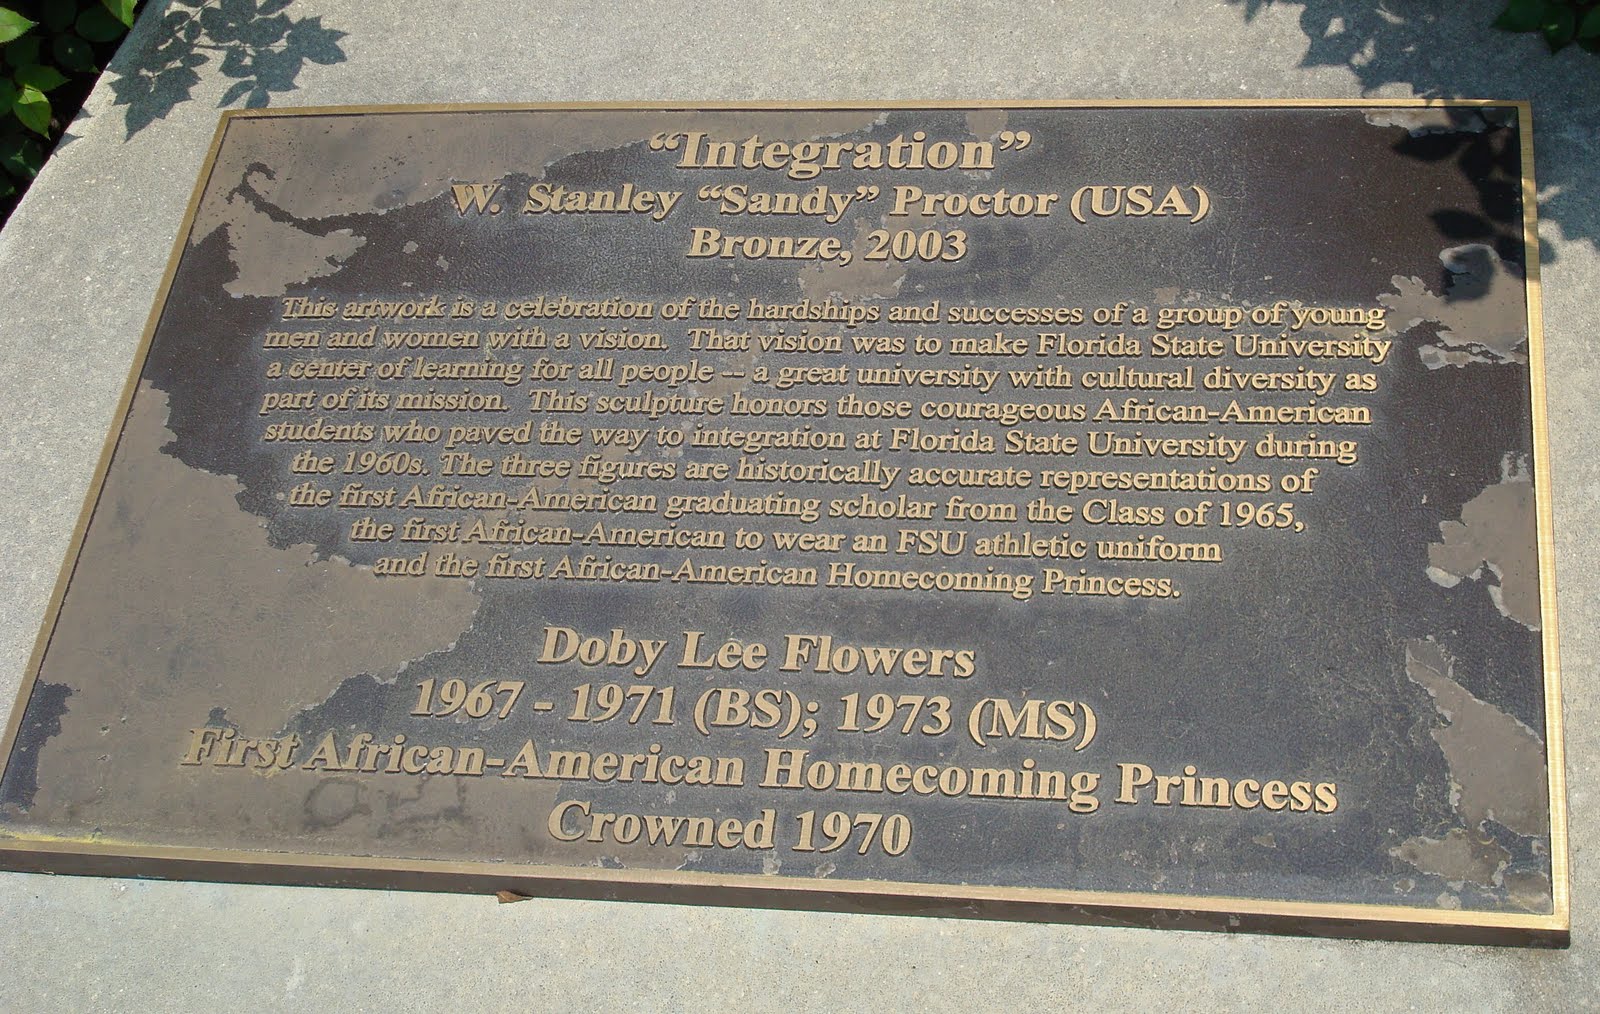 “Integration”
W. Stanley “Sandy” Proctor (USA)
Bronze, 2003
This artwork is a celebration of the hardships and successes of a group of young
men and women with a vision. That vision was to make Florida State University
a center of learning for all people -- a great university with cultural diversity as
part of its mission. This sculpture honors those courageous African-American
students who paved the way to integration at Florida State University during
the 1960s. The three figures are historically accurate representations of
the first African-American graduating scholar from the Class of 1965,
the first African-American to wear an FSU athletic uniform
and the first African-American Homecoming Princess.
Doby Lee Flowers
1967 - 1971 (BS); 1973 (MS)
First African-American Homecoming Princess
Crowned 1970